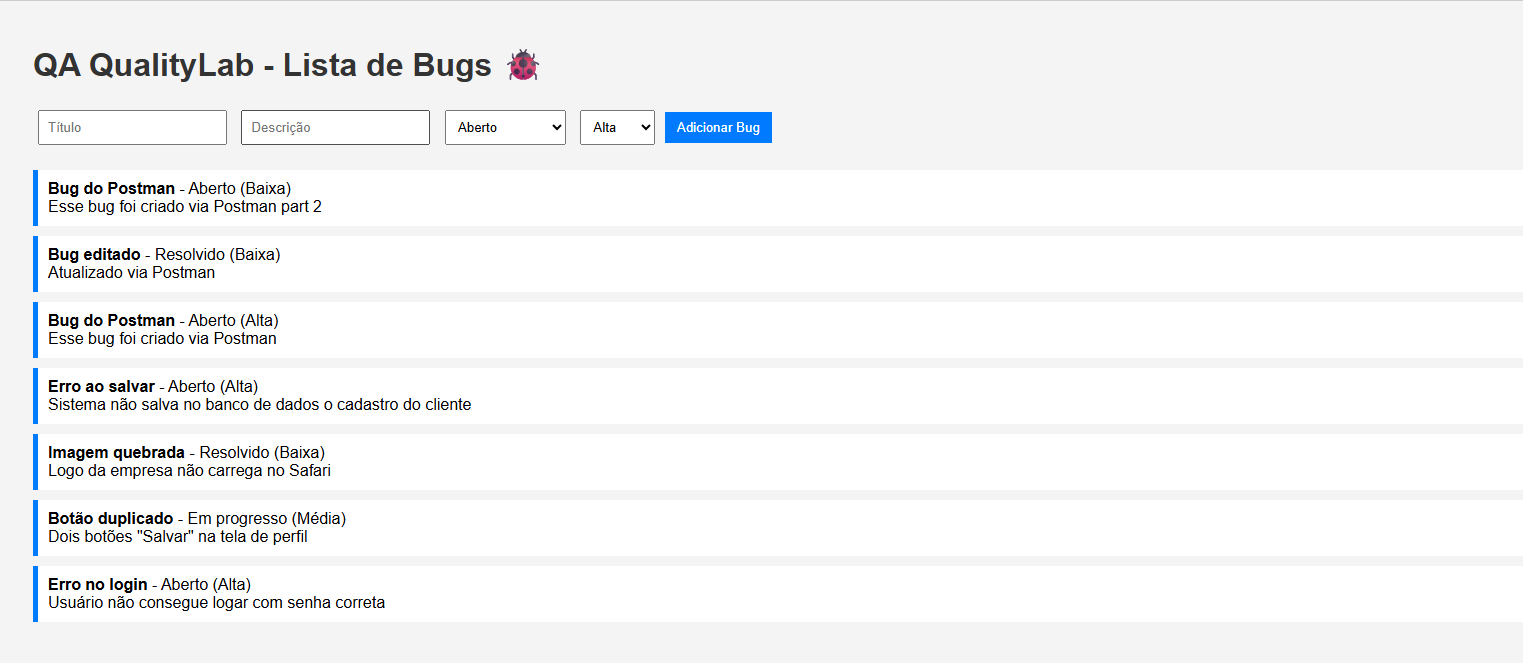 QA QualityLab - Lista de Bugs 🐞
Título Descrição Aberto Alta Adicionar Bug
Bug do Postman - Aberto (Baixa)
Esse bug foi criado via Postman part 2
Bug editado - Resolvido (Baixa)
Atualizado via Postman
Bug do Postman - Aberto (Alta)
Esse bug foi criado via Postman
Erro ao salvar - Aberto (Alta)
Sistema não salva no banco de dados o cadastro do cliente
Imagem quebrada - Resolvido (Baixa)
Logo da empresa não carrega no Safari
Botão duplicado - Em progresso (Média)
Dois botões "Salvar" na tela de perfil
Erro no login - Aberto (Alta)
Usuário não consegue logar com senha correta